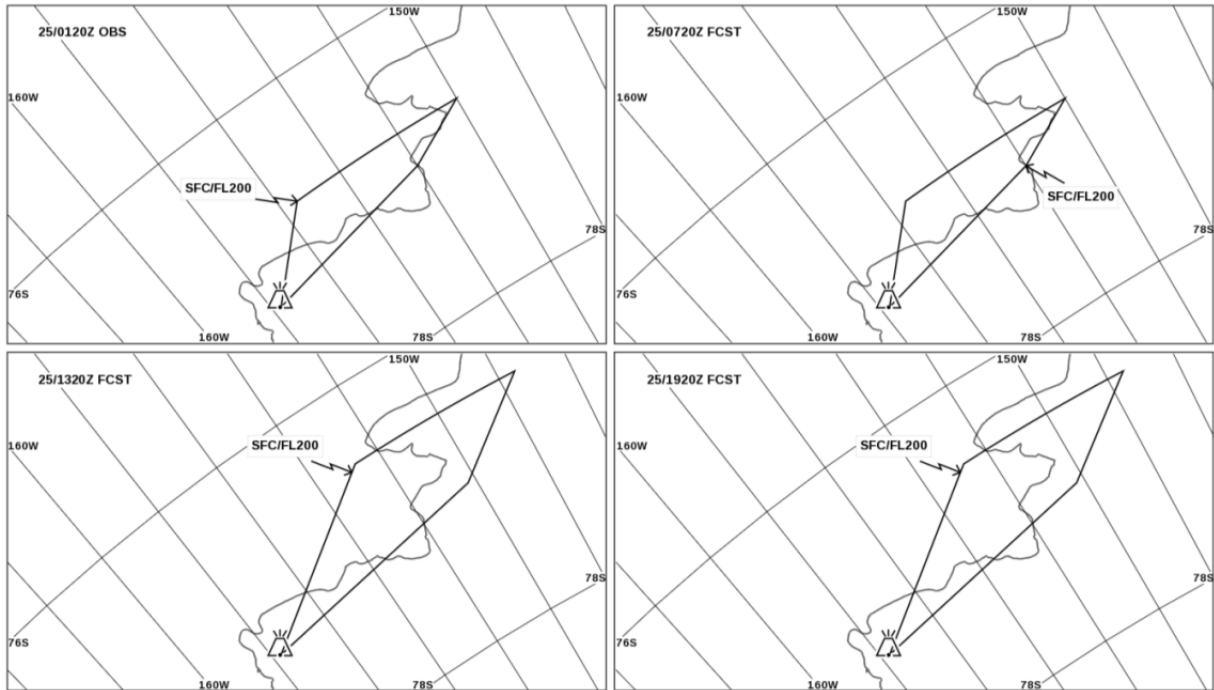 150W
25/0120Z OBS
160W
SFC/FL200
78S
76S
160W
78S
150W
25/0720Z FCST
160W
SFC/FL200
78S
76S
160W
78S
150W
25/1320Z FCST
160W
SFC/FL200
78S
76S
160W
78S
150W
25/1920Z FCST
160W
SFC/FL200
78S
76S
160W
78S